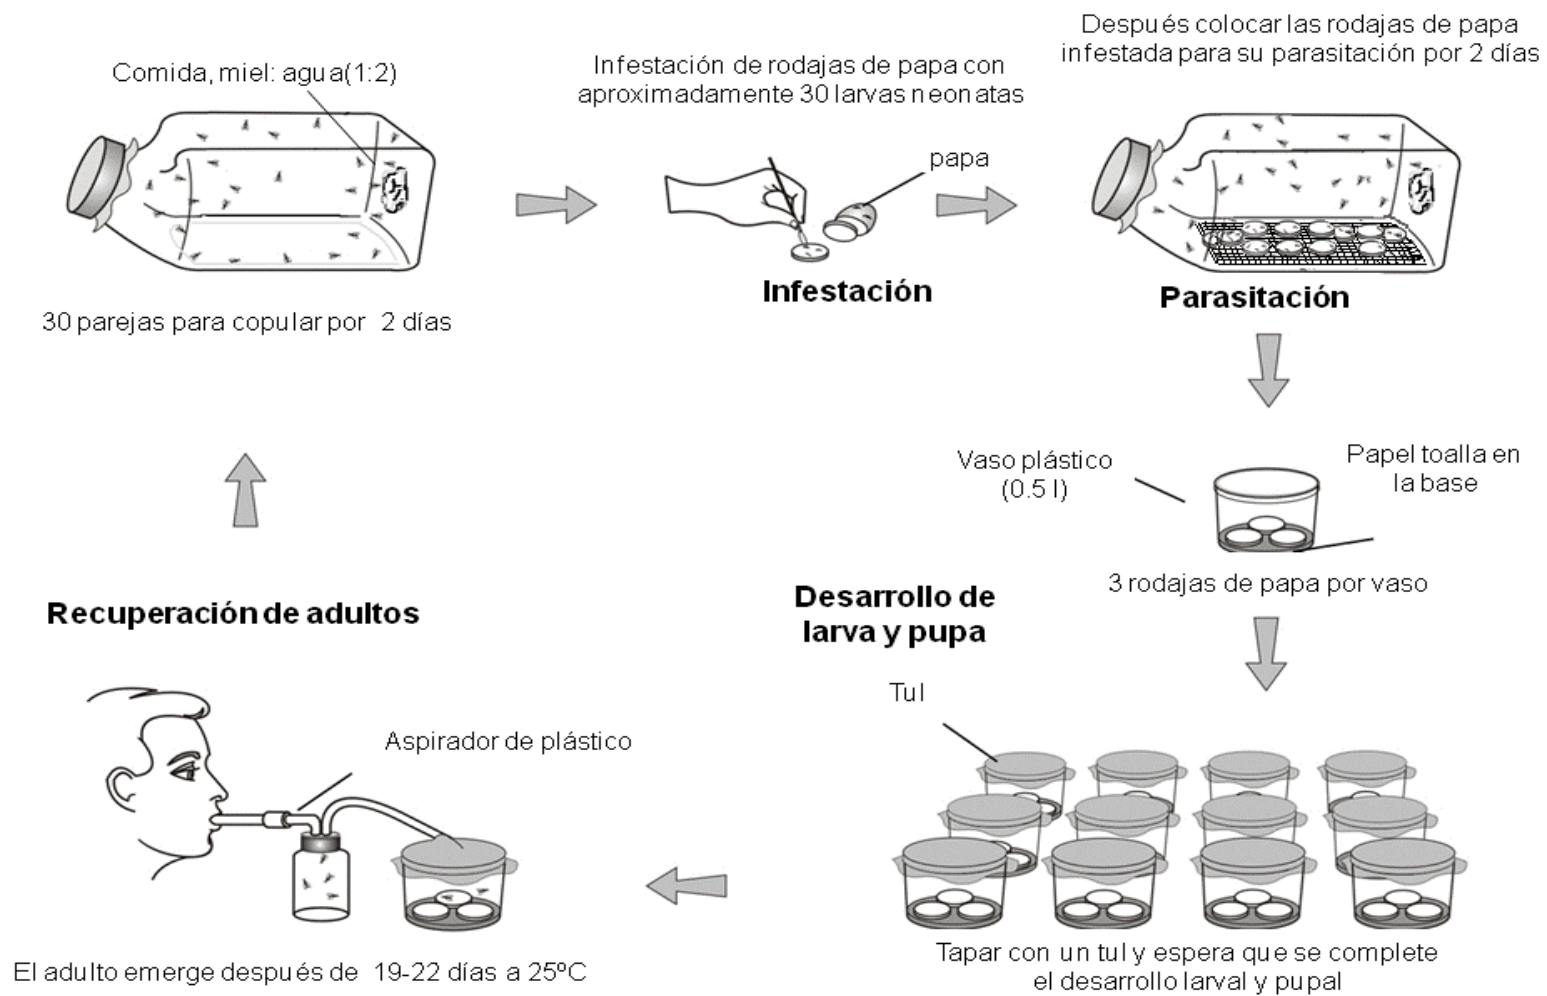 Comida, miel: agua(1:2)
30 parejas para copular por 2 días
Infestación de rodajas de papa con
aproximadamente 30 larvas neonatas
papa
Infestación
Después colocar las rodajas de papa
infestada para su parasitación por 2 días
Parasitación
Vaso plástico
(0.5 l)
Papel toalla en
la base
3 rodajas de papa por vaso
Desarrollo de
larva y pupa
Tul
Tapar con un tul y espera que se complete
el desarrollo larval y pupal
Recuperación de adultos
Aspirador de plástico
El adulto emerge después de 19-22 días a 25ºC